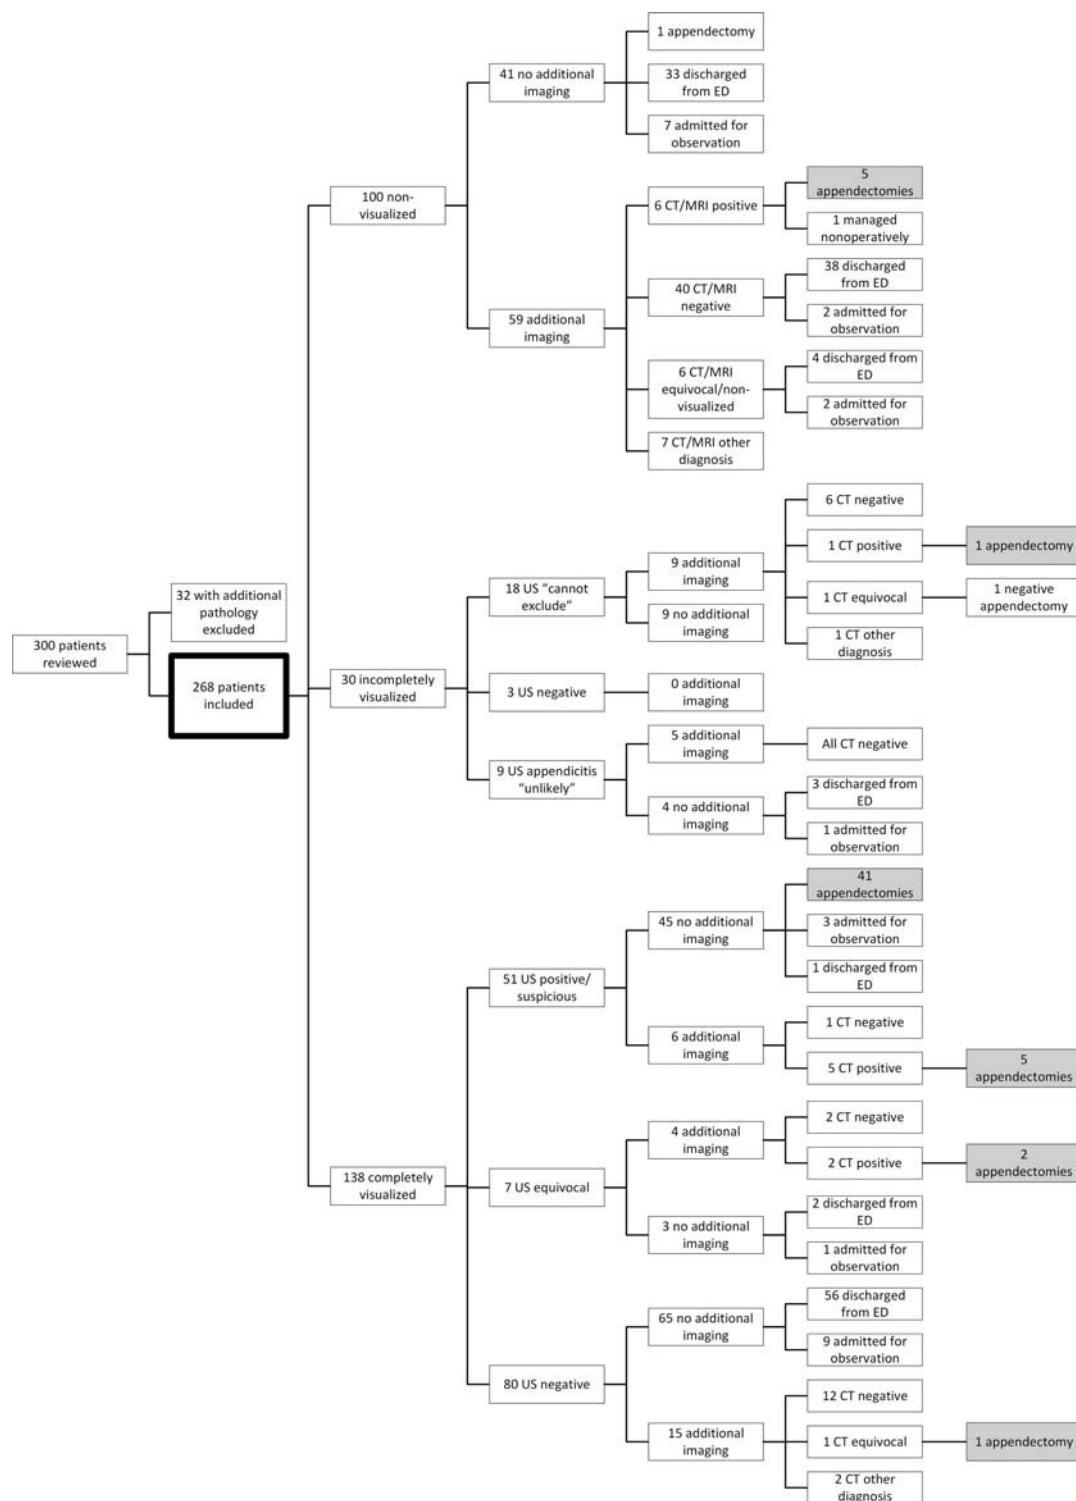 300 patients
reviewed
32 with additional
pathology
excluded
268 patients
included
100 non-
visualized
41 no additional
imaging
1 appendectomy
33 discharged
from ED
7 admitted for
observation
59 additional
imaging
6 CT/MRI positive
5
appendectomies
1 managed
nonoperatively
40 CT/MRI
negative
38 discharged
from ED
2 admitted for
observation
6 CT/MRI
equivocal/non-
visualized
4 discharged from
ED
2 admitted for
observation
7 CT/MRI other
diagnosis
30 incompletely
visualized
18 US “cannot
exclude”
9 additional
imaging
6 CT negative
1 CT positive
1 appendectomy
1 CT equivocal
1 negative
appendectomy
1 CT other
diagnosis
9 no additional
imaging
3 US negative
0 additional
imaging
9 US appendicitis
“unlikely”
5 additional
imaging
All CT negative
4 no additional
imaging
3 discharged from
ED
1 admitted for
observation
138 completely
visualized
51 US positive/
suspicious
45 no additional
imaging
41
appendectomies
3 admitted for
observation
1 discharged from
ED
6 additional
imaging
1 CT negative
5 CT positive
5
appendectomies
7 US equivocal
4 additional
imaging
2 CT negative
2 CT positive
2
appendectomies
3 no additional
imaging
2 discharged from
ED
1 admitted for
observation
80 US negative
65 no additional
imaging
56 discharged
from ED
9 admitted for
observation
15 additional
imaging
12 CT negative
1 CT equivocal
1 appendectomy
2 CT other
diagnosis